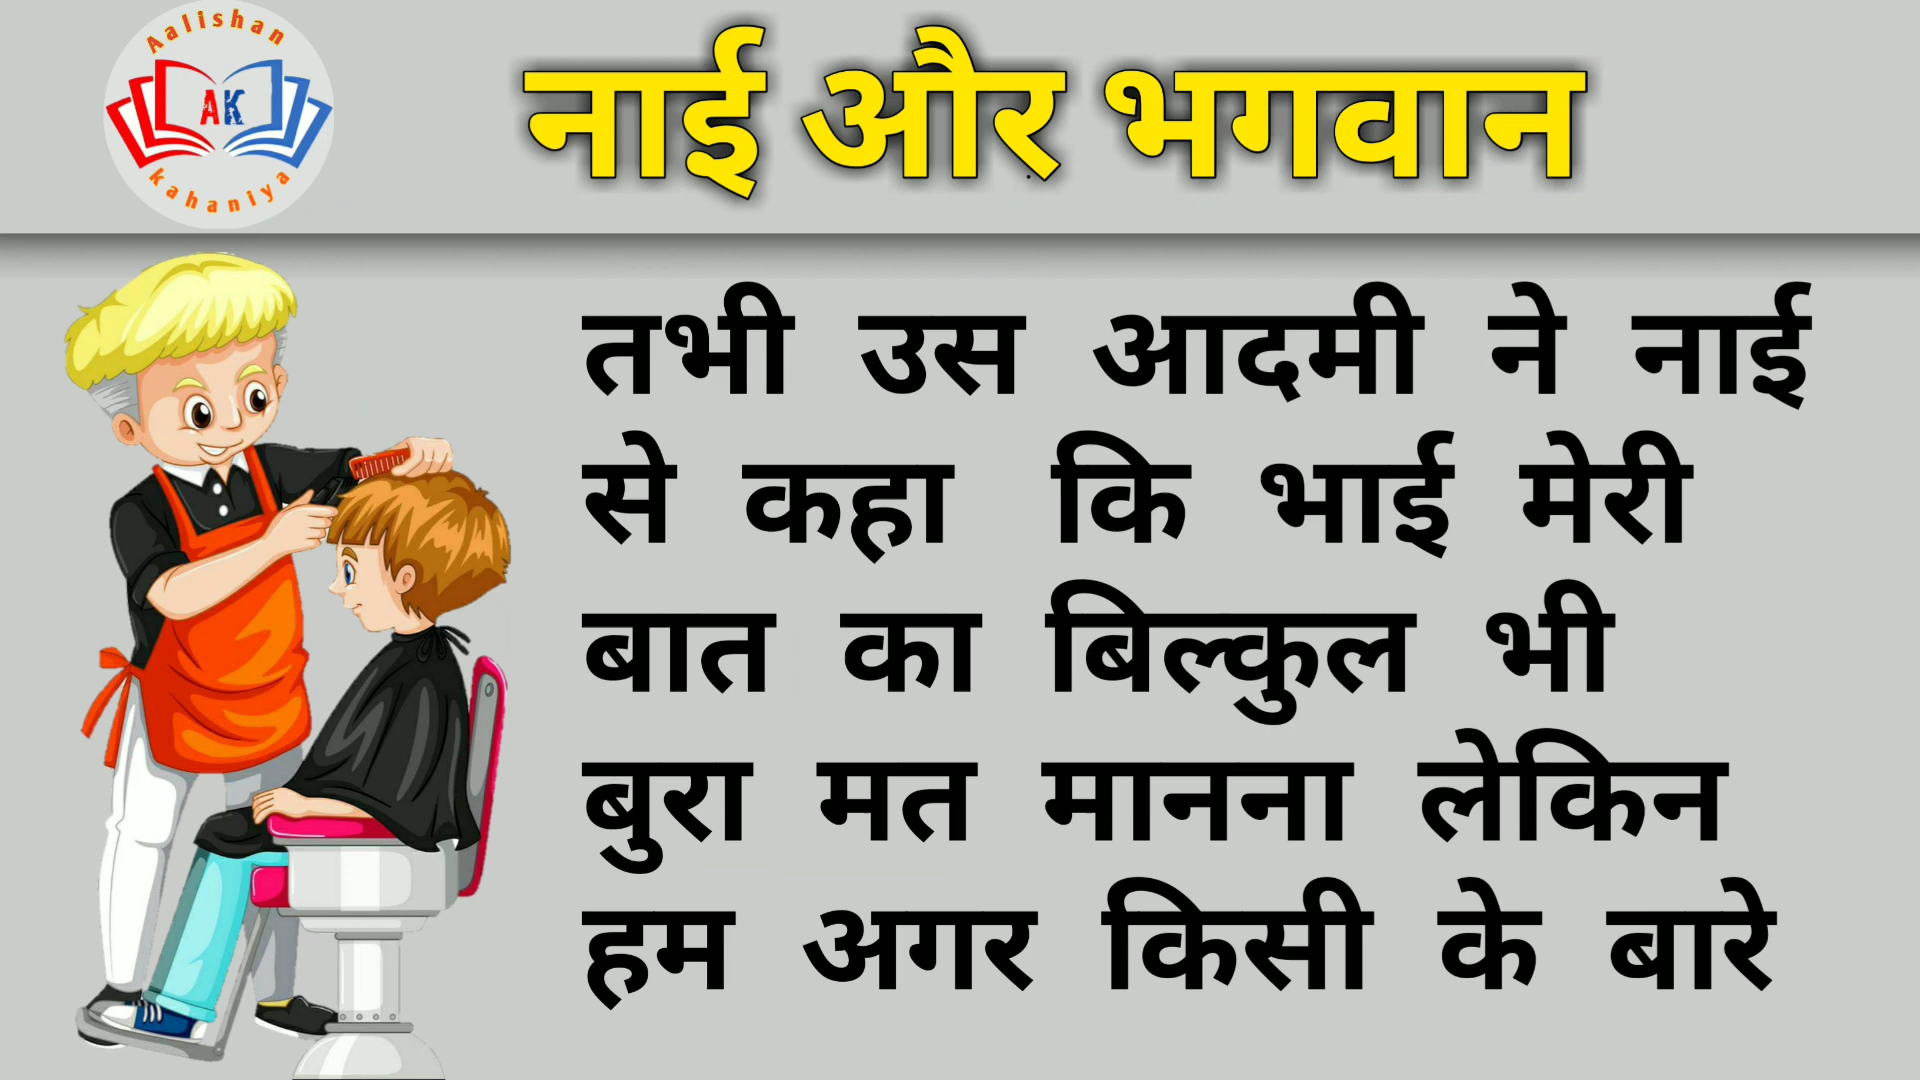 Aalishan
AK
kahaniya
नाई और भगवान
तभी उस आदमी ने नाई
से कहा कि भाई मेरी
बात का बिल्कुल भी
बुरा मत मानना लेकिन
हम अगर किसी के बारे